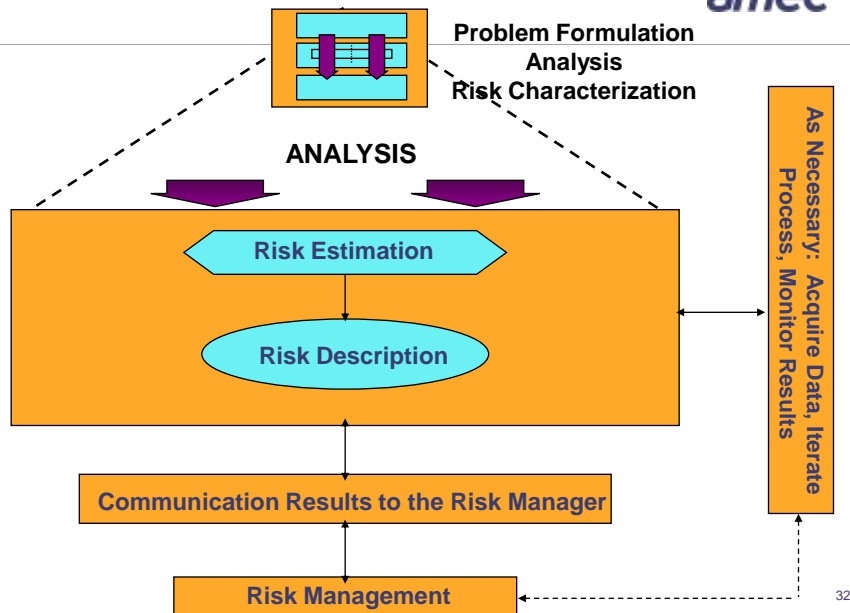 amec
Problem Formulation
Analysis
Risk Characterization
ANALYSIS
Risk Estimation
Risk Description
As Necessary: Acquire Data, Iterate
Process, Monitor Results
Communication Results to the Risk Manager
Risk Management
32